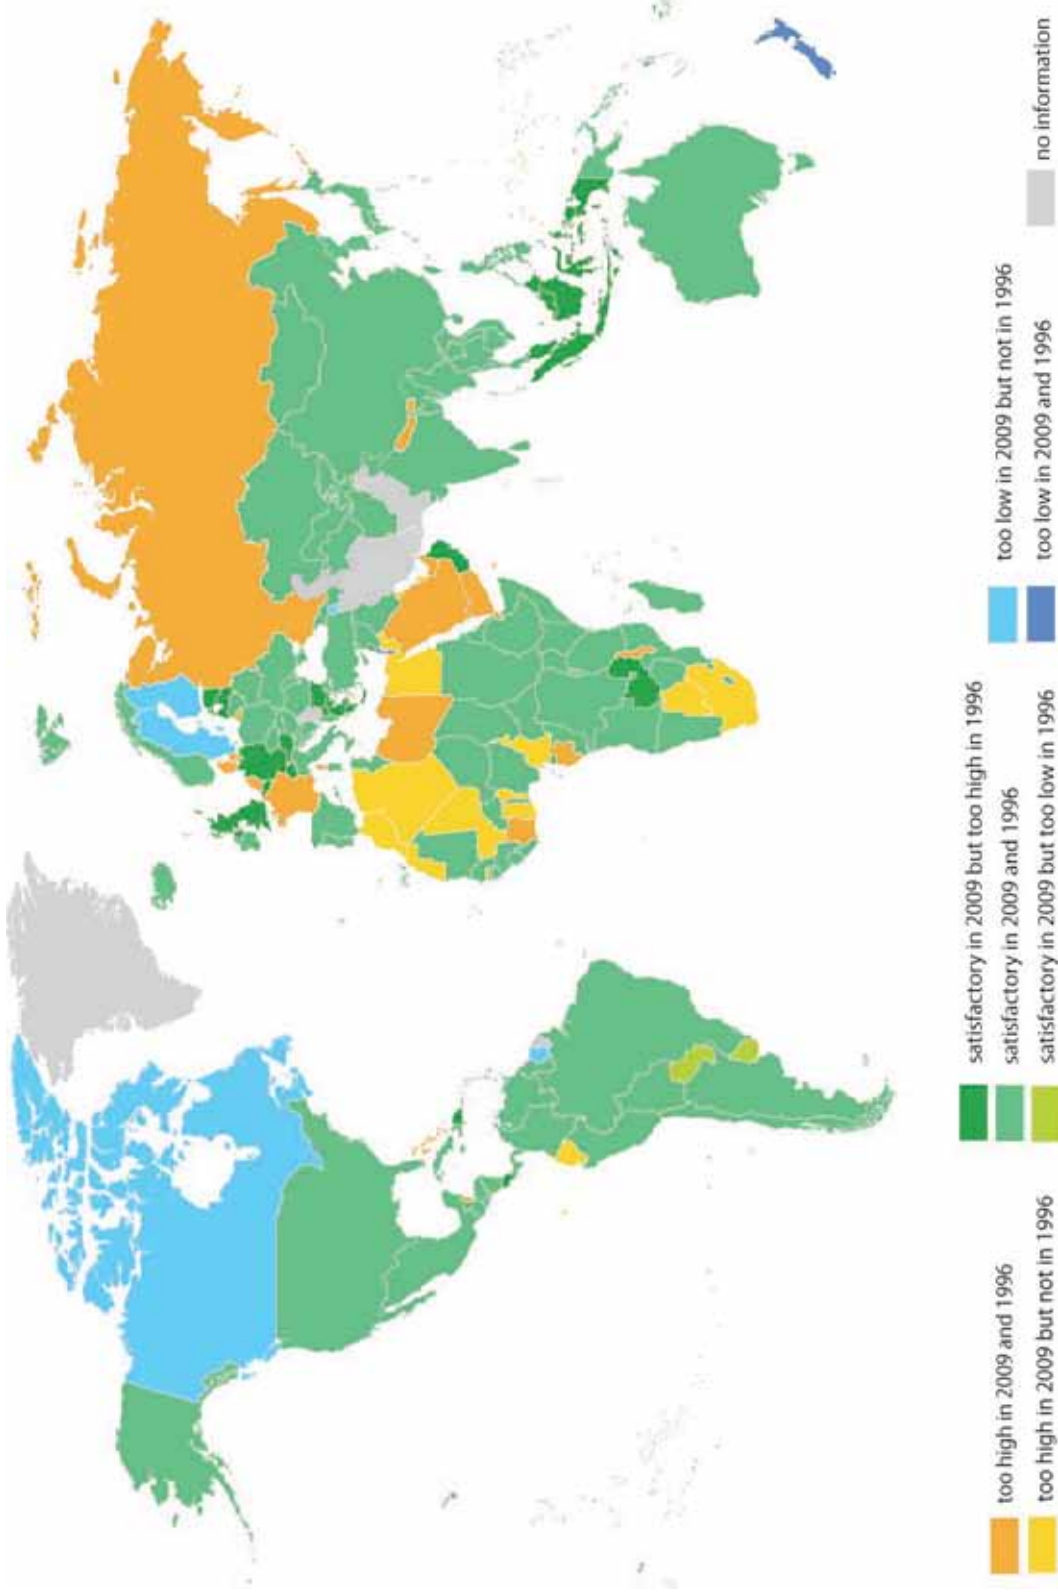 too high in 2009 and 1996
too high in 2009 but not in 1996
satisfactory in 2009 but too high in 1996
satisfactory in 2009 and 1996
satisfactory in 2009 but too low in 1996
too low in 2009 but not in 1996
too low in 2009 and 1996
no information